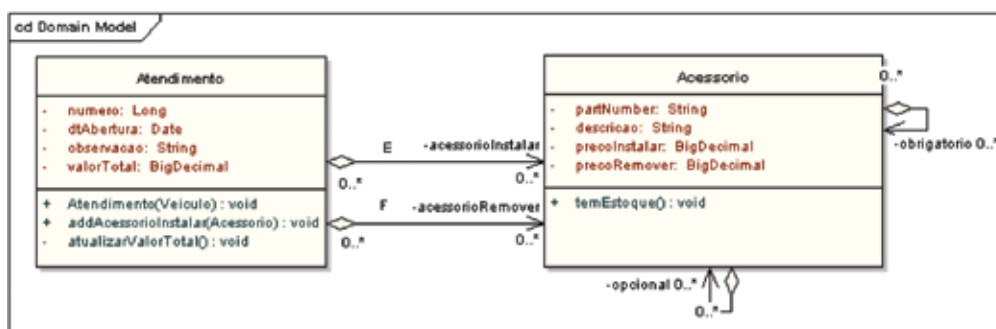 cd Domain Model
Atendimento
- numero: Long
- dtAbertura: Date
- observacao: String
- valorTotal: BigDecimal
+ Atendimento(Veiculo) : void
+ addAcessorioInstalar(Acessorio) : void
- atualizarValorTotal() : void
E
-acessorioInstalar
0..*
0..*
F
-acessorioRemover
0..*
0..*
Acessorio
- partNumber: String
- descricao: String
- precoInstalar: BigDecimal
- precoRemover: BigDecimal
+ temEstoque() : void
0..*
-obrigatorio 0..*
-opcional 0..*
0..*